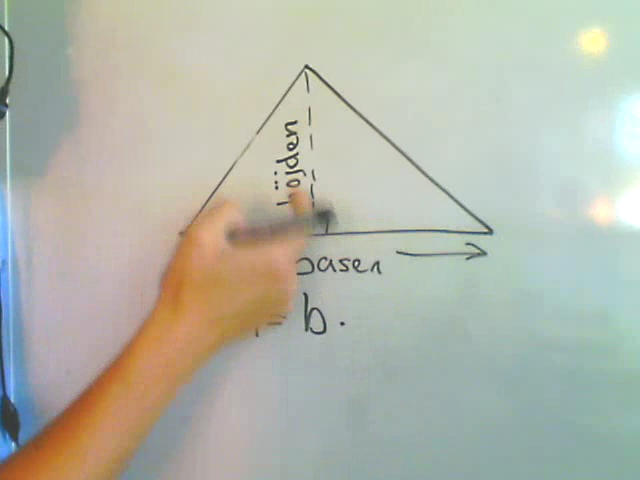 höjden
basen
= b.